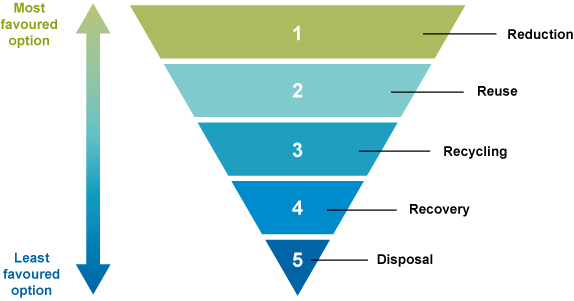 Most
favoured
option
1
Reduction
2
Reuse
3
Recycling
4
Recovery
5
Disposal
Least
favoured
option